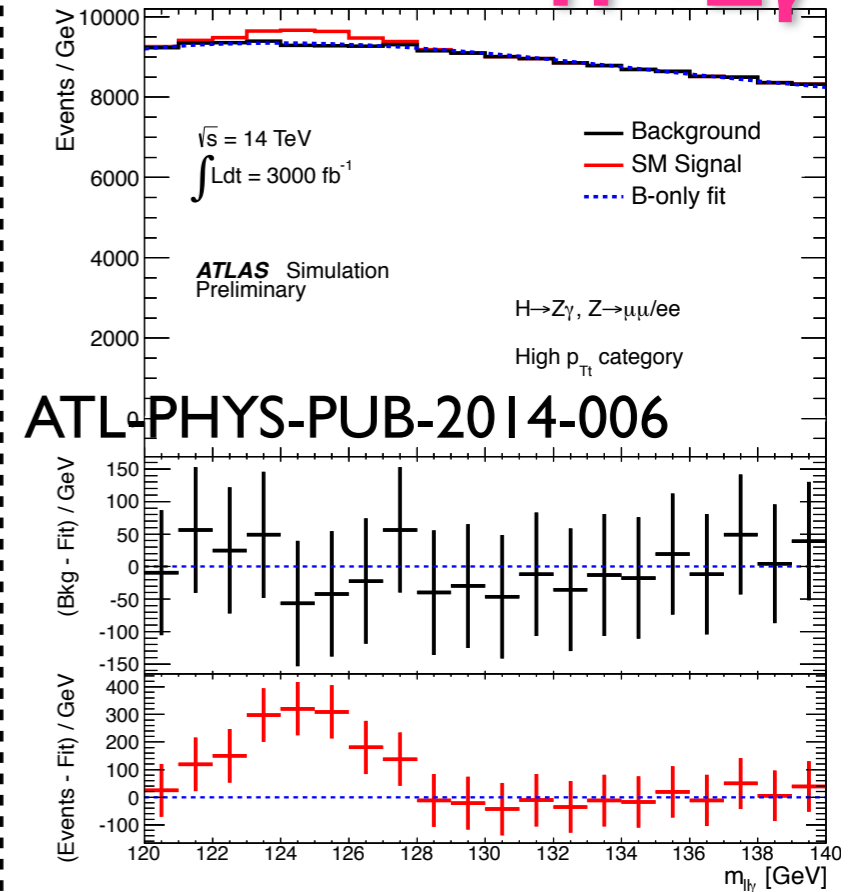 10000
8000
6000
4000
2000
0
Events / GeV
√s = 14 TeV
∫Ldt = 3000 fb⁻¹
Background
SM Signal
B-only fit
ATLAS Simulation
Preliminary
H→Zγ, Z→μμ/ee
High p_Tt category
ATL-PHYS-PUB-2014-006
(Bkg - Fit) / GeV
150
100
50
0
-50
-100
-150
(Events - Fit) / GeV
400
300
200
100
0
-100
120 122 124 126 128 130 132 134 136 138 140
m_llγ [GeV]